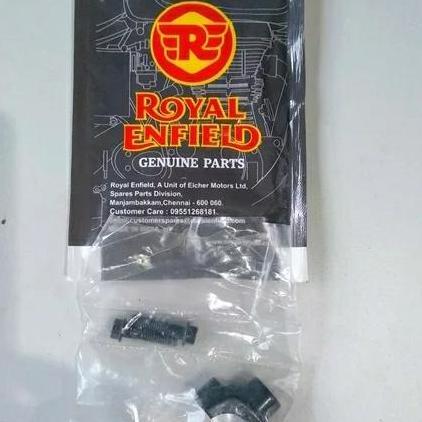 R
ROYAL
ENFIELD
GENUINE PARTS
Royal Enfield, A Unit of Eicher Motors Ltd,
Spares Parts Division,
Manjambakkam,Chennai - 600 060.
Customer Care : 09551268181.